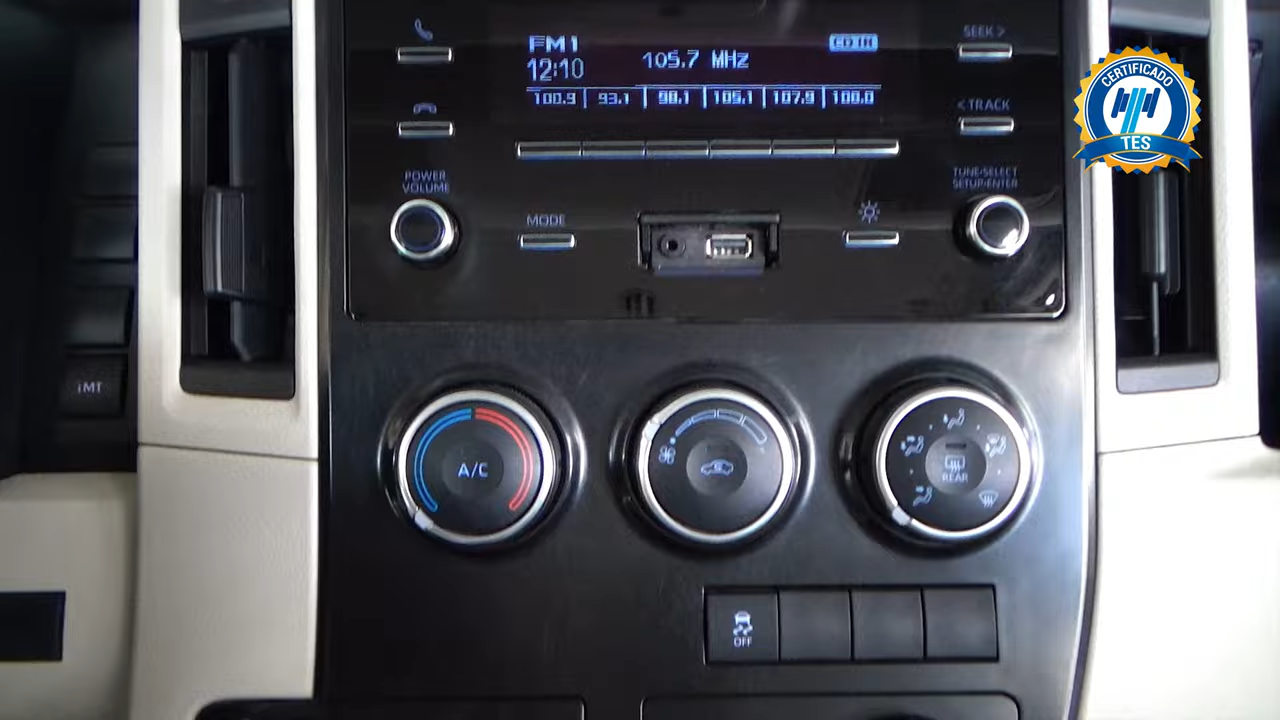 SEEK >
FM1
CD IN
12:10
105.7 MHz
100.9 93.1 98.1 105.1 107.9 100.0
< TRACK
POWER
VOLUME
TUNE·SELECT
SETUP·ENTER
MODE
iMT
A/C
REAR
OFF
CERTIFICADO
TES